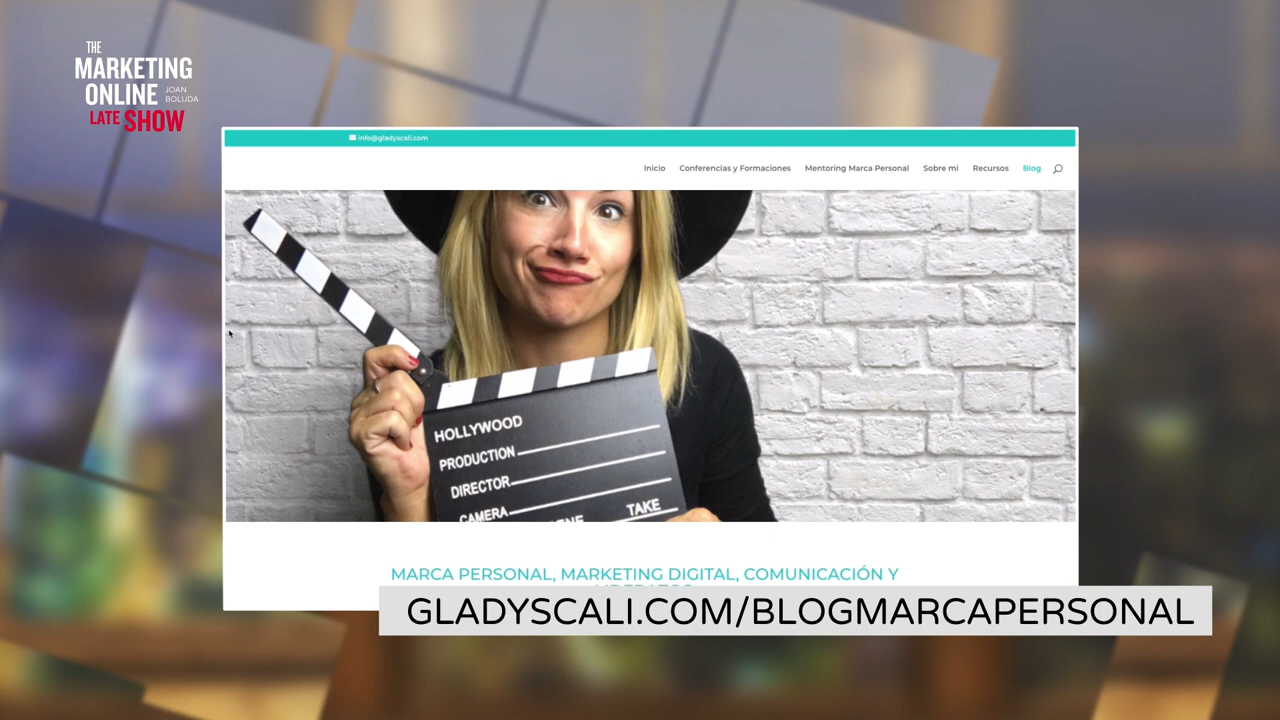 THE
MARKETING
ONLINE
JOAN
BOLUDA
LATE SHOW
info@gladyscali.com
Inicio Conferencias y Formaciones Mentoring Marca Personal Sobre mi Recursos Blog
HOLLYWOOD
PRODUCTION
DIRECTOR
CAMERA
TAKE
MARCA PERSONAL, MARKETING DIGITAL, COMUNICACIÓN Y
GLADYSCALI.COM/BLOGMARCAPERSONAL